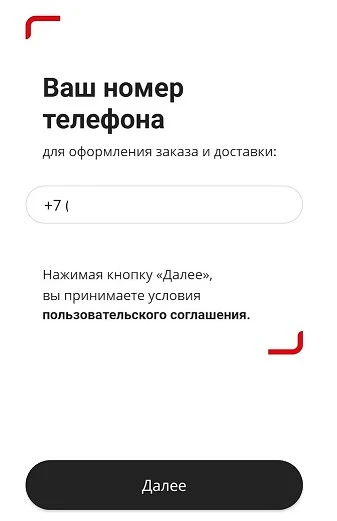 Ваш номер
телефона
для оформления заказа и доставки:
+7 (
Нажимая кнопку «Далее»,
вы принимаете условия
пользовательского соглашения.
Далее